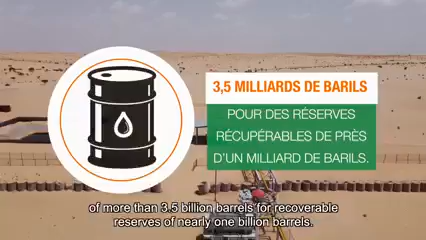 3,5 MILLIARDS DE BARILS
POUR DES RÉSERVES
RÉCUPÉRABLES DE PRÈS
D'UN MILLIARD DE BARILS.
of more than 3.5 billion barrels for recoverable
reserves of nearly one billion barrels.